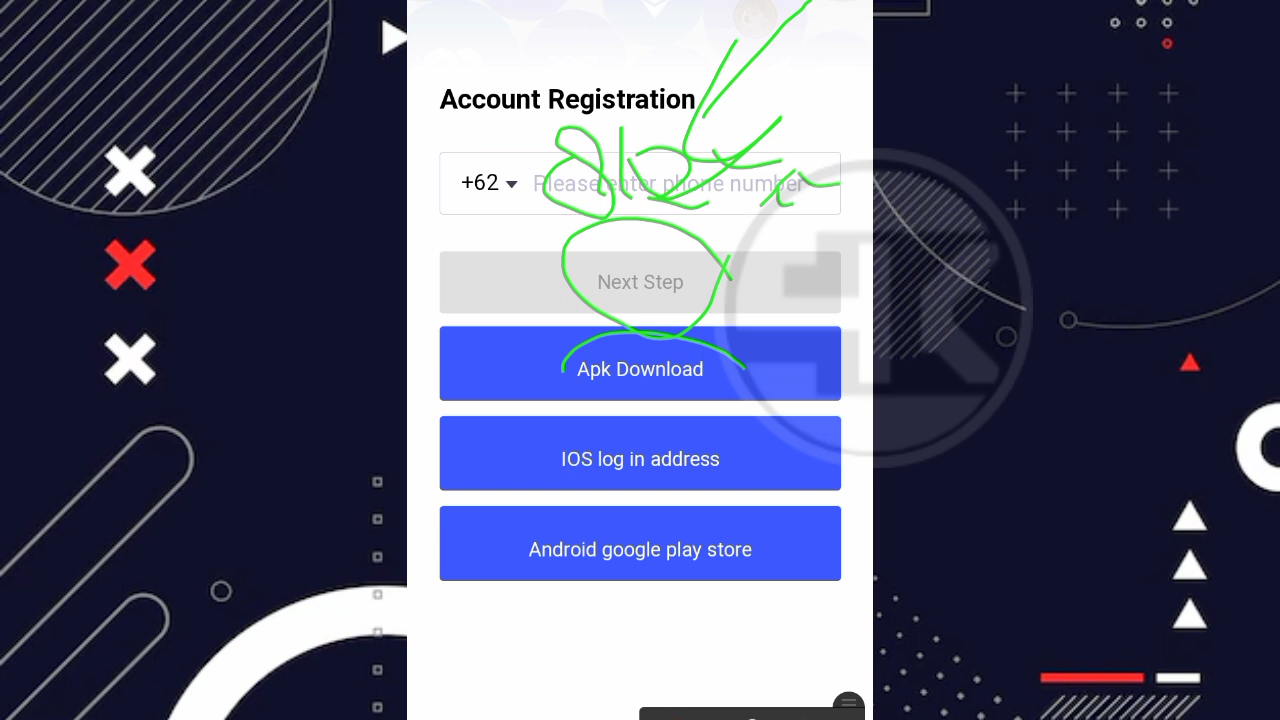 Account Registration
+62 Please enter phone number
812
Next Step
Apk Download
IOS log in address
Android google play store